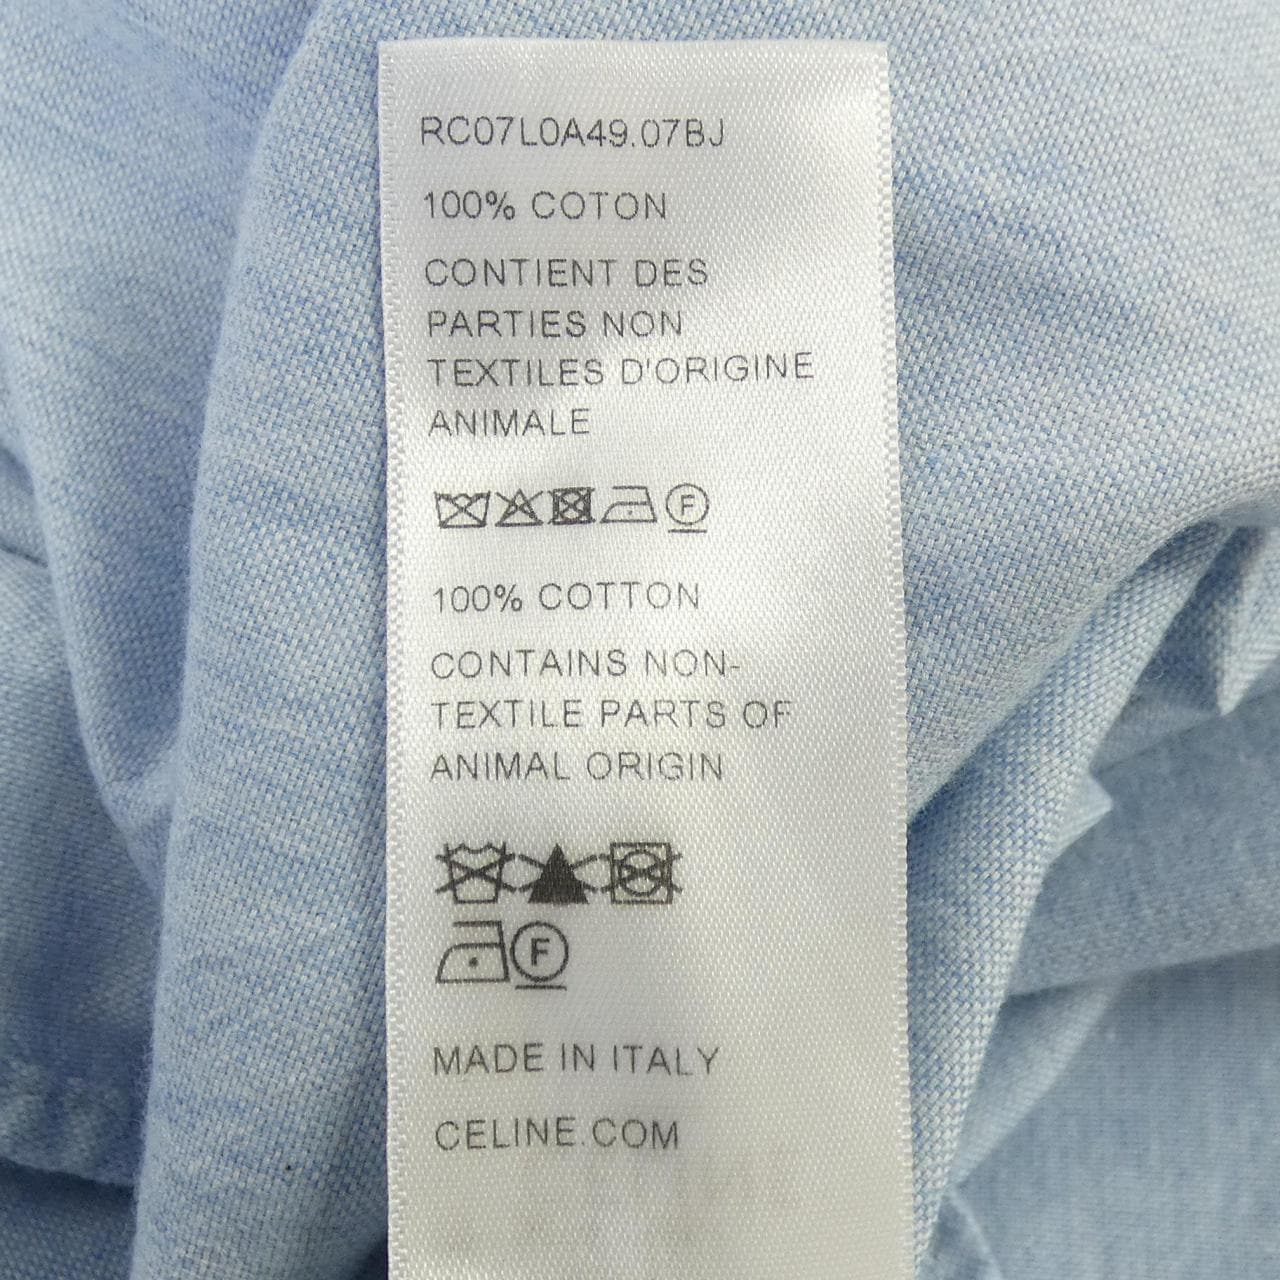 RC07L0A49.07BJ
100% COTON
CONTIENT DES
PARTIES NON
TEXTILES D'ORIGINE
ANIMALE
F
100% COTTON
CONTAINS NON-
TEXTILE PARTS OF
ANIMAL ORIGIN
F
MADE IN ITALY
CELINE.COM